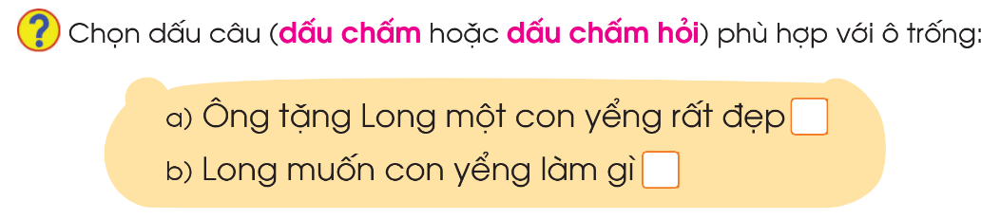 ? Chọn dấu câu (dấu chấm hoặc dấu chấm hỏi) phù hợp với ô trống:
a) Ông tặng Long một con yểng rất đẹp
b) Long muốn con yểng làm gì